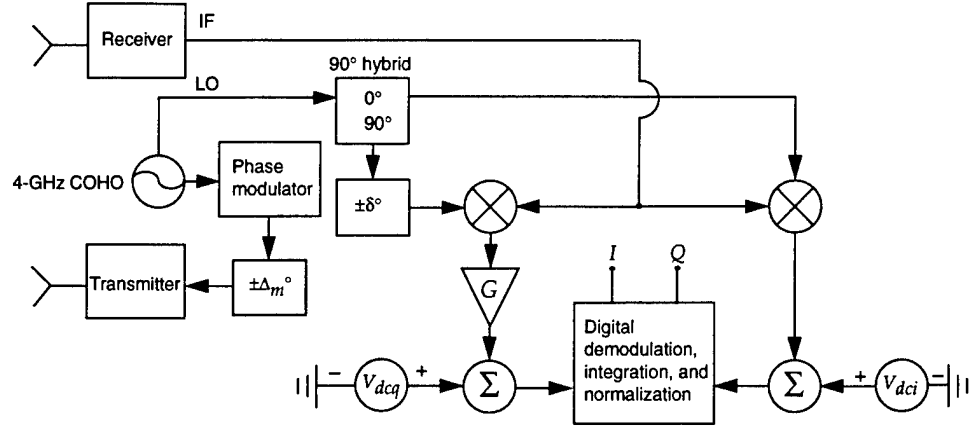 IF
Receiver
90° hybrid
LO
0°
90°
4-GHz COHO
Phase
modulator
±δ°
Transmitter
±Δm°
G
I
Q
Digital
demodulation,
integration, and
normalization
−
Vdcq
+
Σ
Σ
+
Vdci
−